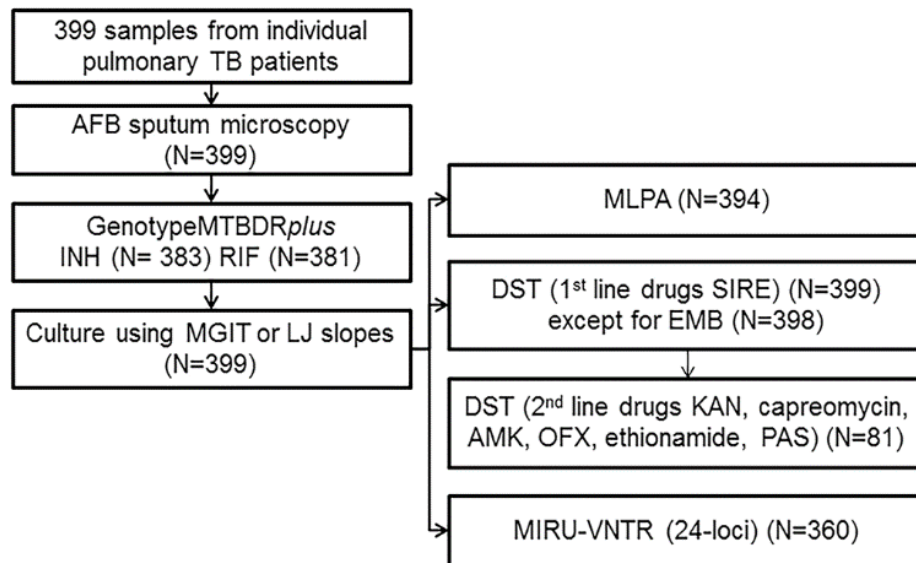 399 samples from individual
pulmonary TB patients
AFB sputum microscopy
(N=399)
GenotypeMTBDRplus
INH (N= 383) RIF (N=381)
Culture using MGIT or LJ slopes
(N=399)
MLPA (N=394)
DST (1st line drugs SIRE) (N=399)
except for EMB (N=398)
DST (2nd line drugs KAN, capreomycin,
AMK, OFX, ethionamide, PAS) (N=81)
MIRU-VNTR (24-loci) (N=360)